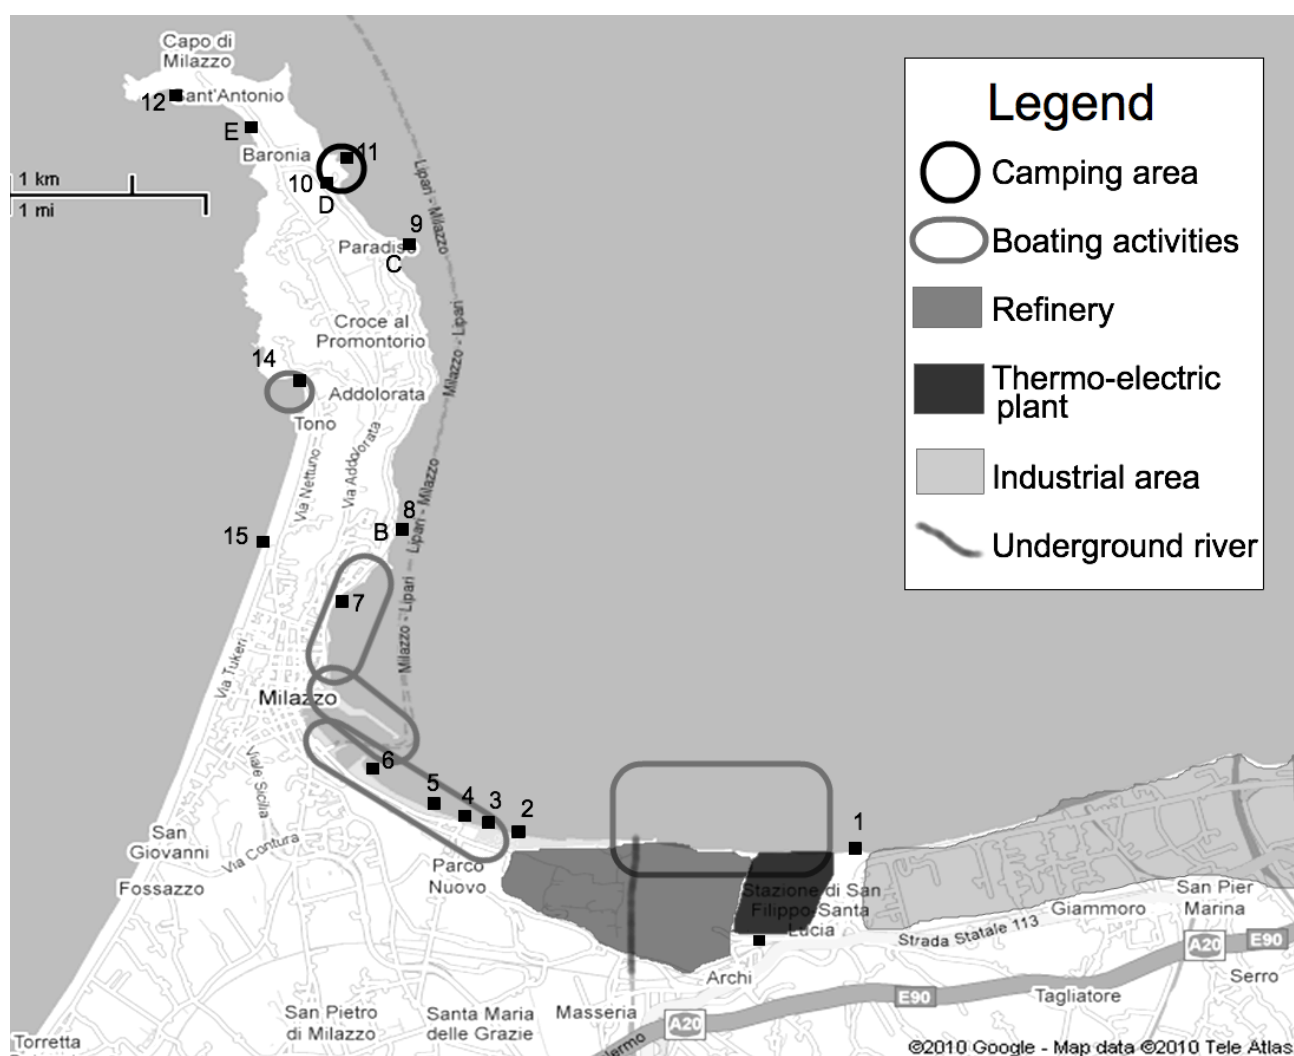 Capo di
Milazzo
12
Sant'Antonio
E
Baronia
11
10
D
1 km
1 mi
9
Paradiso
C
Lipari - Milazzo
Milazzo - Lipari
Croce al
Promontorio
14
Addolorata
Tono
Via Nettuno
Via Addolorata
Lipari - Milazzo
8
B
15
7
Milazzo - Lipari
Via Tukeri
Milazzo
Viale Sicilia
6
5
4
3
2
1
San
Giovanni
Via Contura
Parco
Nuovo
Fossazzo
Stazione di San
Filippo-Santa
Lucia
San Pier
Marina
Giammoro
Strada Statale 113
A20
E90
Serro
Archi
Tagliatore
E90
San Pietro
di Milazzo
Santa Maria
delle Grazie
Masseria
A20
Torretta
©2010 Google - Map data ©2010 Tele Atlas
Legend
Camping area
Boating activities
Refinery
Thermo-electric
plant
Industrial area
Underground river